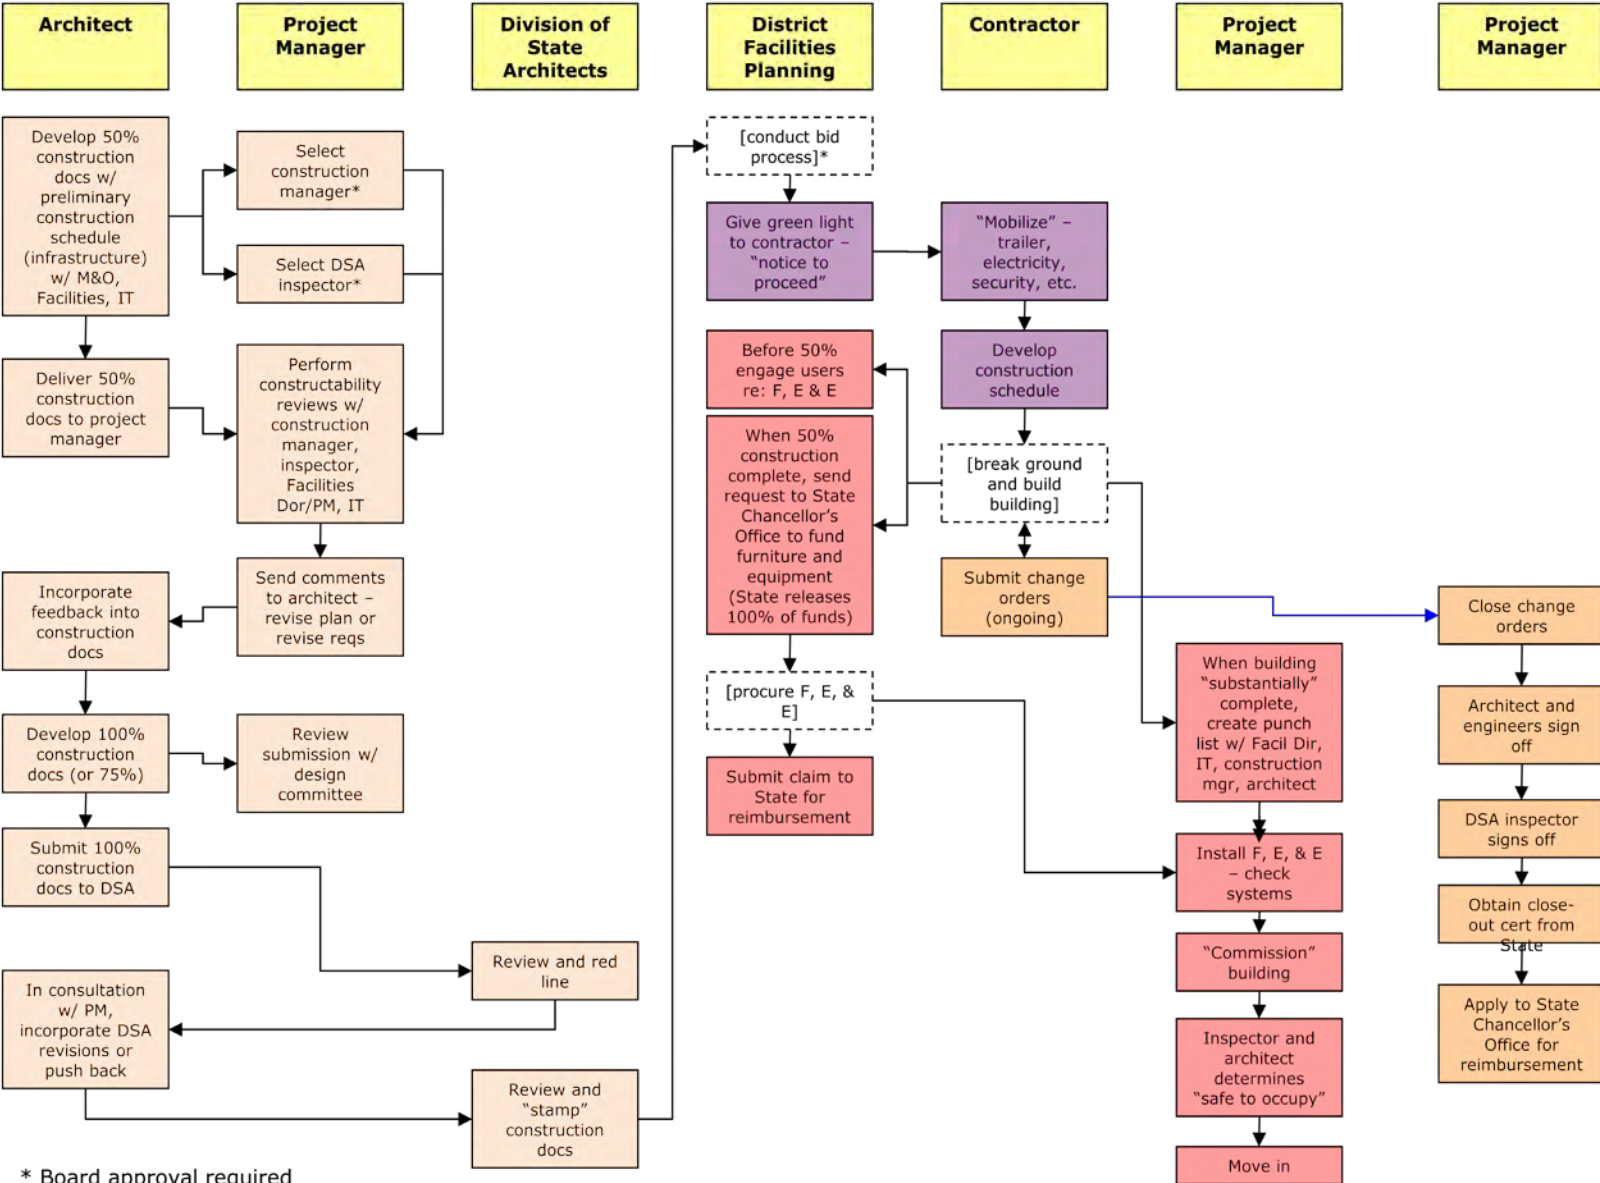 Architect
Project
Manager
Division of
State
Architects
District
Facilities
Planning
Contractor
Project
Manager
Project
Manager
Develop 50%
construction
docs w/
preliminary
construction
schedule
(infrastructure)
w/ M&O,
Facilities, IT
Deliver 50%
construction
docs to project
manager
Incorporate
feedback into
construction
docs
Develop 100%
construction
docs (or 75%)
Submit 100%
construction
docs to DSA
In consultation
w/ PM,
incorporate DSA
revisions or
push back
* Board approval required
Select
construction
manager*
Select DSA
inspector*
Perform
constructability
reviews w/
construction
manager,
inspector,
Facilities
Dor/PM, IT
Send comments
to architect –
revise plan or
revise reqs
Review
submission w/
design
committee
Review and red
line
Review and
“stamp”
construction
docs
[conduct bid
process]*
Give green light
to contractor –
“notice to
proceed”
Before 50%
engage users
re: F, E & E
When 50%
construction
complete, send
request to State
Chancellor’s
Office to fund
furniture and
equipment
(State releases
100% of funds)
[procure F, E, &
E]
Submit claim to
State for
reimbursement
“Mobilize” –
trailer,
electricity,
security, etc.
Develop
construction
schedule
[break ground
and build
building]
Submit change
orders
(ongoing)
When building
“substantially”
complete,
create punch
list w/ Facil Dir,
IT, construction
mgr, architect
Install F, E, & E
– check
systems
“Commission”
building
Inspector and
architect
determines
“safe to occupy”
Move in
Close change
orders
Architect and
engineers sign
off
DSA inspector
signs off
Obtain close-
out cert from
State
Apply to State
Chancellor’s
Office for
reimbursement